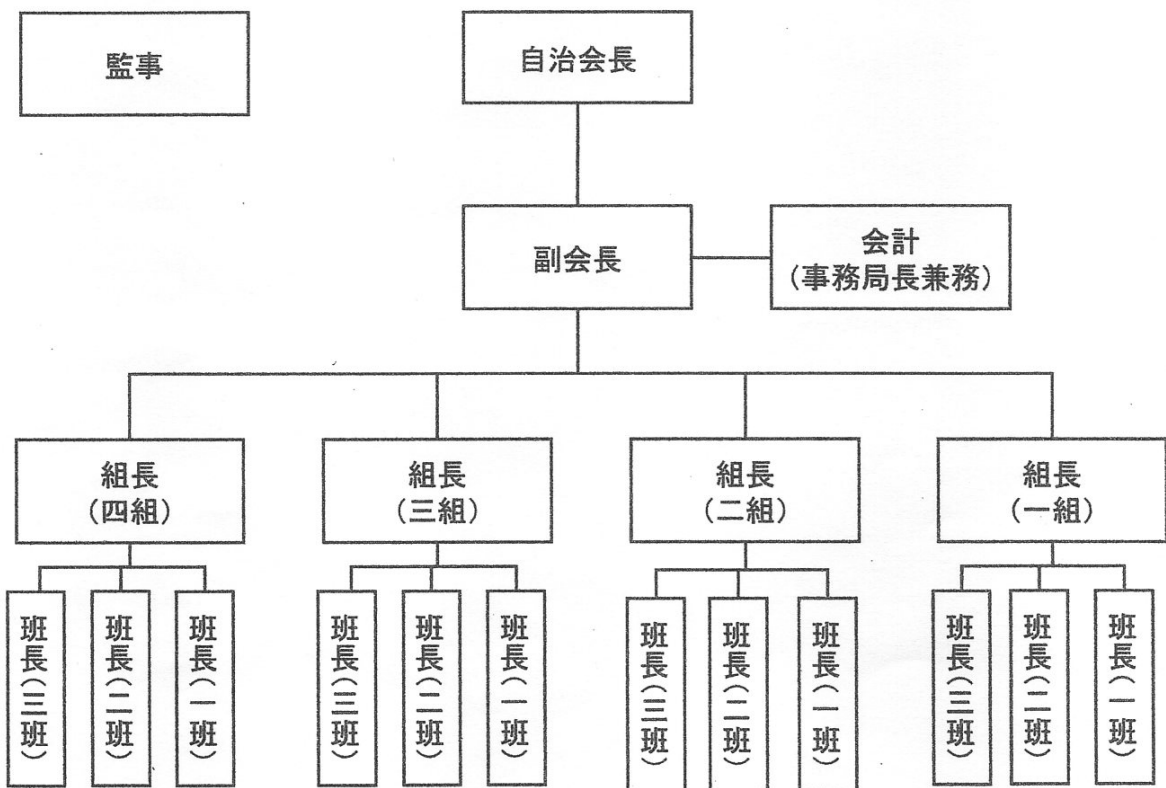 監事
自治会長
副会長
会計
（事務局長兼務）
組長
（四組）
組長
（三組）
組長
（二組）
組長
（一組）
班長（三班）
班長（二班）
班長（一班）
班長（三班）
班長（二班）
班長（一班）
班長（三班）
班長（二班）
班長（一班）
班長（三班）
班長（二班）
班長（一班）